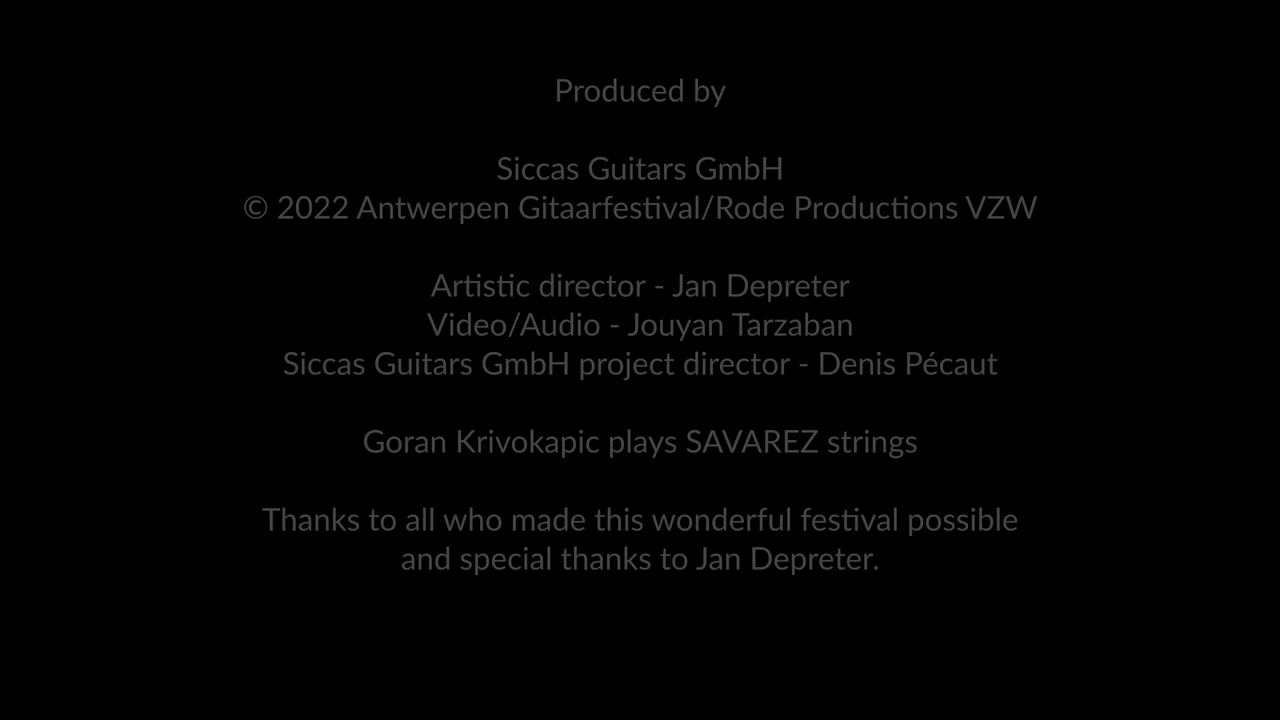 Produced by
Siccas Guitars GmbH
© 2022 Antwerpen Gitaarfestival/Rode Productions VZW
Artistic director - Jan Depreter
Video/Audio - Jouyan Tarzaban
Siccas Guitars GmbH project director - Denis Pécaut
Goran Krivokapic plays SAVAREZ strings
Thanks to all who made this wonderful festival possible
and special thanks to Jan Depreter.